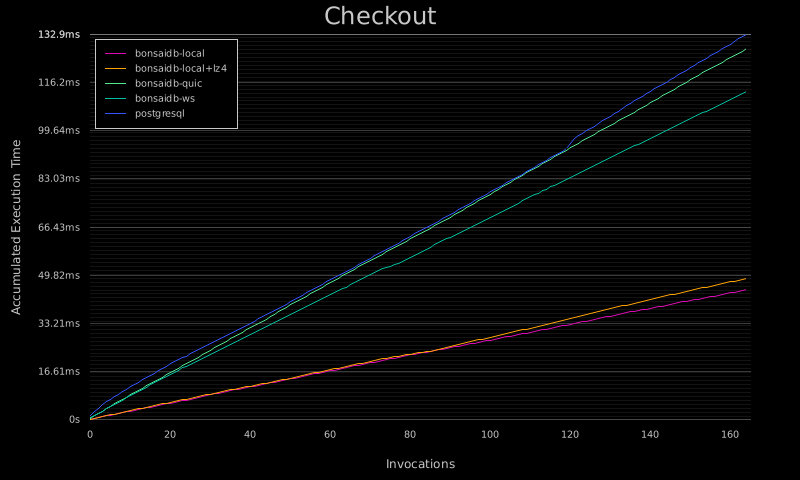 Checkout
132.9ms
116.2ms
99.64ms
83.03ms
66.43ms
49.82ms
33.21ms
16.61ms
0s
Accumulated Execution Time
bonsaidb-local
bonsaidb-local+lz4
bonsaidb-quic
bonsaidb-ws
postgresql
0 20 40 60 80 100 120 140 160
Invocations